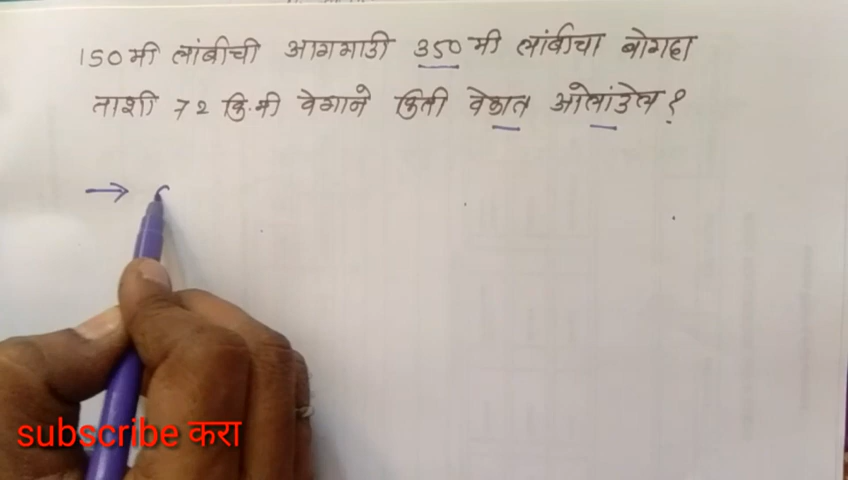 150 मी लांबीची आगगाडी 350 मी लांबीचा बोगदा
ताशी 72 कि.मी वेगाने किती वेळात ओलांडेल ?
→
subscribe करा